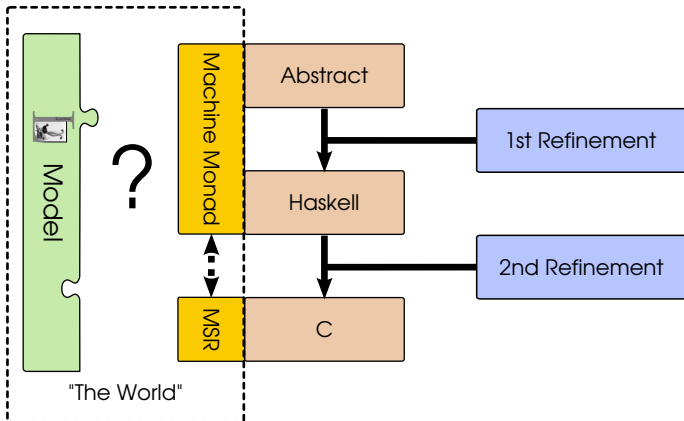 Model
?
Machine Monad
Abstract
1st Refinement
Haskell
2nd Refinement
MSR
C
"The World"